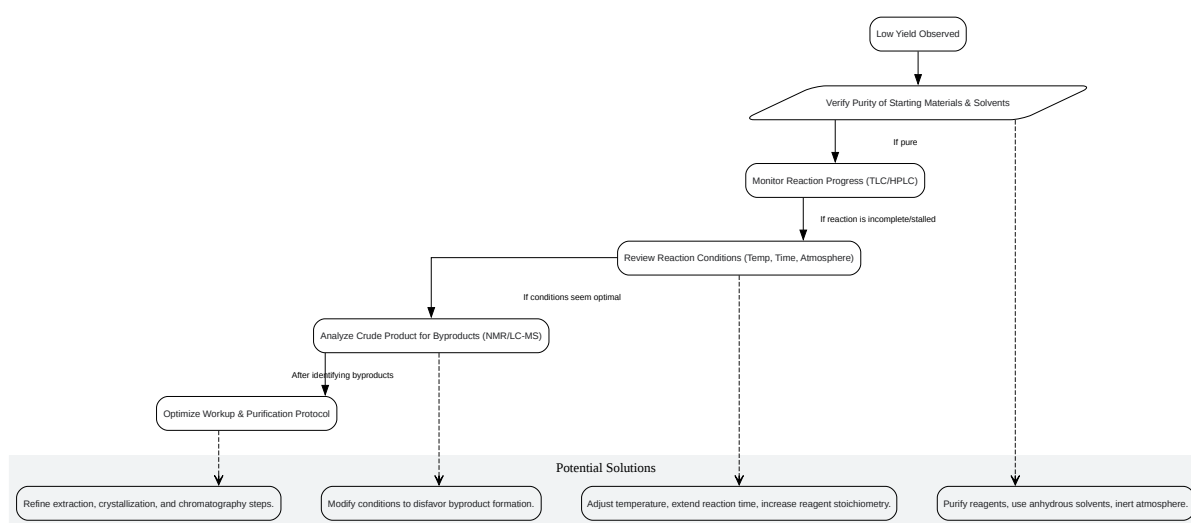 Low Yield Observed
Verify Purity of Starting Materials & Solvents
If pure
Monitor Reaction Progress (TLC/HPLC)
If reaction is incomplete/stalled
Review Reaction Conditions (Temp, Time, Atmosphere)
If conditions seem optimal
Analyze Crude Product for Byproducts (NMR/LC-MS)
After identifying byproducts
Optimize Workup & Purification Protocol
Potential Solutions
Refine extraction, crystallization, and chromatography steps.
Modify conditions to disfavor byproduct formation.
Adjust temperature, extend reaction time, increase reagent stoichiometry.
Purify reagents, use anhydrous solvents, inert atmosphere.